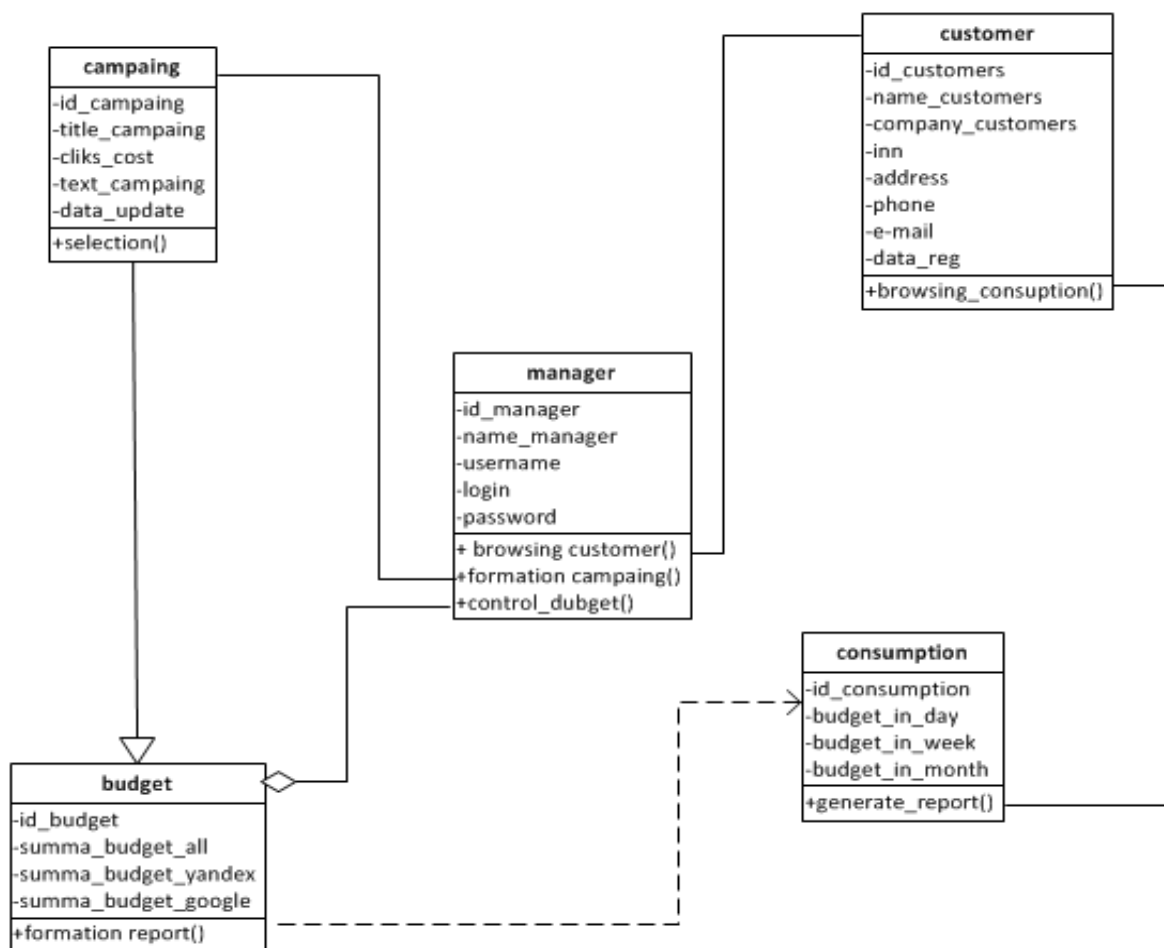 campaing
-id_campaing
-title_campaing
-cliks_cost
-text_campaing
-data_update
+selection()
customer
-id_customers
-name_customers
-company_customers
-inn
-address
-phone
-e-mail
-data_reg
+browsing_consuption()
manager
-id_manager
-name_manager
-username
-login
-password
+ browsing customer()
+formation campaing()
+control_dubget()
consumption
-id_consumption
-budget_in_day
-budget_in_week
-budget_in_month
+generate_report()
budget
-id_budget
-summa_budget_all
-summa_budget_yandex
-summa_budget_google
+formation report()